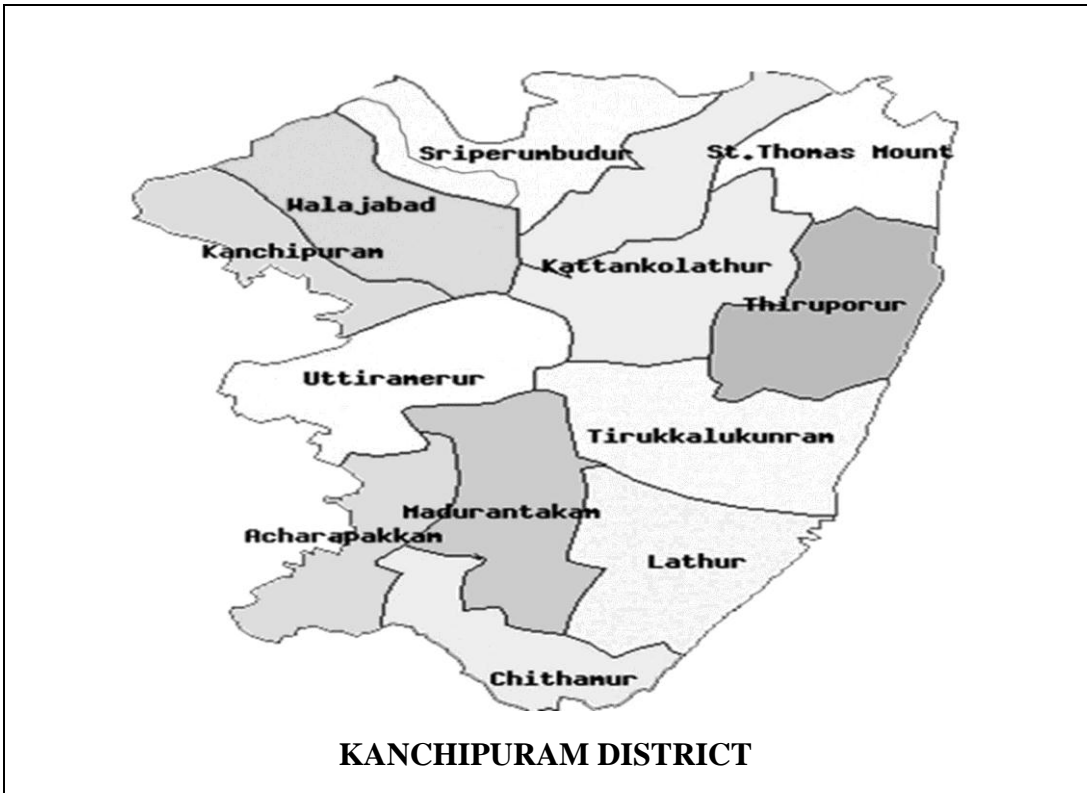 Sriperumbudur
St.Thomas Mount
Walajabad
Kanchipuram
Kattankolathur
Thiruporur
Uttiramerur
Tirukkalukunram
Madurantakam
Acharapakkam
Lathur
Chithamur
KANCHIPURAM DISTRICT